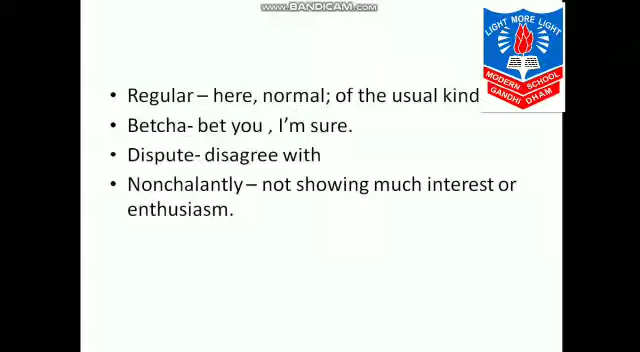 www.BANDICAM.com
LIGHT MORE LIGHT
MODERN SCHOOL
GANDHI DHAM
• Regular – here, normal; of the usual kind
• Betcha- bet you , I’m sure.
• Dispute- disagree with
• Nonchalantly – not showing much interest or
enthusiasm.